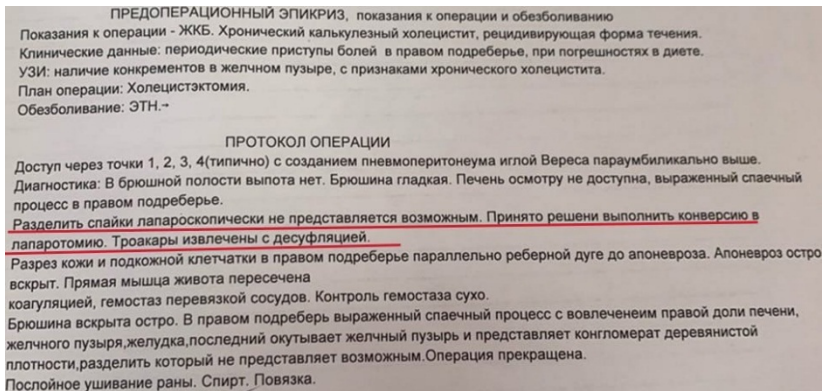 ПРЕДОПЕРАЦИОННЫЙ ЭПИКРИЗ, показания к операции и обезболиванию
Показания к операции - ЖКБ. Хронический калькулезный холецистит, рецидивирующая форма течения.
Клинические данные: периодические приступы болей в правом подреберье, при погрешностях в диете.
УЗИ: наличие конкрементов в желчном пузыре, с признаками хронического холецистита.
План операции: Холецистэктомия.
Обезболивание: ЭТН.-
ПРОТОКОЛ ОПЕРАЦИИ
Доступ через точки 1, 2, 3, 4(типично) с созданием пневмоперитонеума иглой Вереса параумбиликально выше.
Диагностика: В брюшной полости выпота нет. Брюшина гладкая. Печень осмотру не доступна, выраженный спаечный
процесс в правом подреберье.
Разделить спайки лапароскопически не представляется возможным. Принято решени выполнить конверсию в
лапаротомию. Троакары извлечены с десуфляцией.
Разрез кожи и подкожной клетчатки в правом подреберье параллельно реберной дуге до апоневроза. Апоневроз остро
вскрыт. Прямая мышца живота пересечена
коагуляцией, гемостаз перевязкой сосудов. Контроль гемостаза сухо.
Брюшина вскрыта остро. В правом подреберь выраженный спаечный процесс с вовлеченеим правой доли печени,
желчного пузыря,желудка,последний окутывает желчный пузырь и представляет конгломерат деревянистой
плотности,разделить который не представляет возможным.Операция прекращена.
Послойное ушивание раны. Спирт. Повязка.